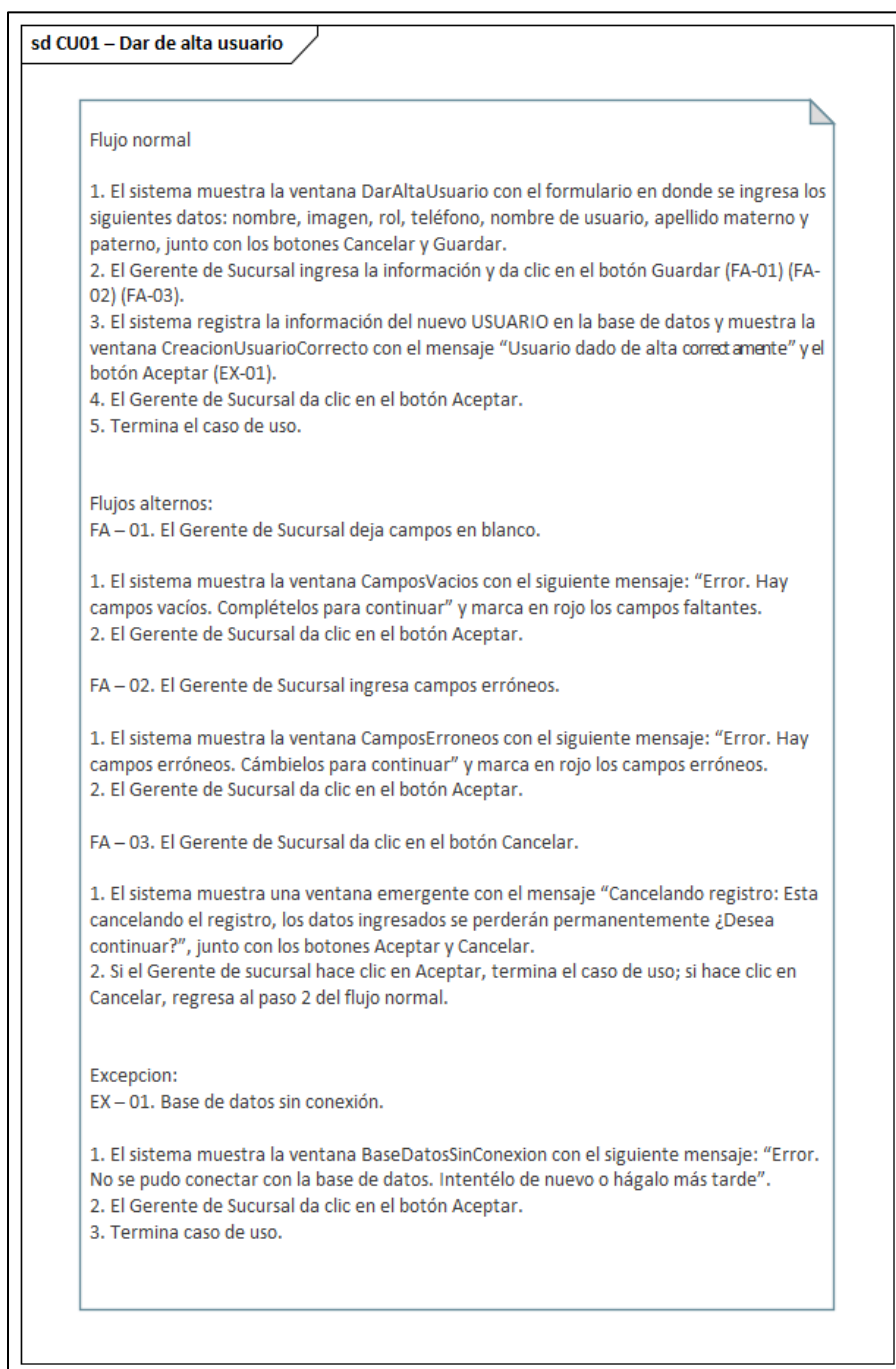 sd CU01 – Dar de alta usuario
Flujo normal
1. El sistema muestra la ventana DarAltaUsuario con el formulario en donde se ingresa los
siguientes datos: nombre, imagen, rol, teléfono, nombre de usuario, apellido materno y
paterno, junto con los botones Cancelar y Guardar.
2. El Gerente de Sucursal ingresa la información y da clic en el botón Guardar (FA-01) (FA-
02) (FA-03).
3. El sistema registra la información del nuevo USUARIO en la base de datos y muestra la
ventana CreacionUsuarioCorrecto con el mensaje “Usuario dado de alta correctamente” y el
botón Aceptar (EX-01).
4. El Gerente de Sucursal da clic en el botón Aceptar.
5. Termina el caso de uso.
Flujos alternos:
FA – 01. El Gerente de Sucursal deja campos en blanco.
1. El sistema muestra la ventana CamposVacios con el siguiente mensaje: “Error. Hay
campos vacíos. Complételos para continuar” y marca en rojo los campos faltantes.
2. El Gerente de Sucursal da clic en el botón Aceptar.
FA – 02. El Gerente de Sucursal ingresa campos erróneos.
1. El sistema muestra la ventana CamposErroneos con el siguiente mensaje: “Error. Hay
campos erróneos. Cámbielos para continuar” y marca en rojo los campos erróneos.
2. El Gerente de Sucursal da clic en el botón Aceptar.
FA – 03. El Gerente de Sucursal da clic en el botón Cancelar.
1. El sistema muestra una ventana emergente con el mensaje “Cancelando registro: Esta
cancelando el registro, los datos ingresados se perderán permanentemente ¿Desea
continuar?”, junto con los botones Aceptar y Cancelar.
2. Si el Gerente de sucursal hace clic en Aceptar, termina el caso de uso; si hace clic en
Cancelar, regresa al paso 2 del flujo normal.
Excepcion:
EX – 01. Base de datos sin conexión.
1. El sistema muestra la ventana BaseDatosSinConexion con el siguiente mensaje: “Error.
No se pudo conectar con la base de datos. Intentélo de nuevo o hágalo más tarde”.
2. El Gerente de Sucursal da clic en el botón Aceptar.
3. Termina caso de uso.